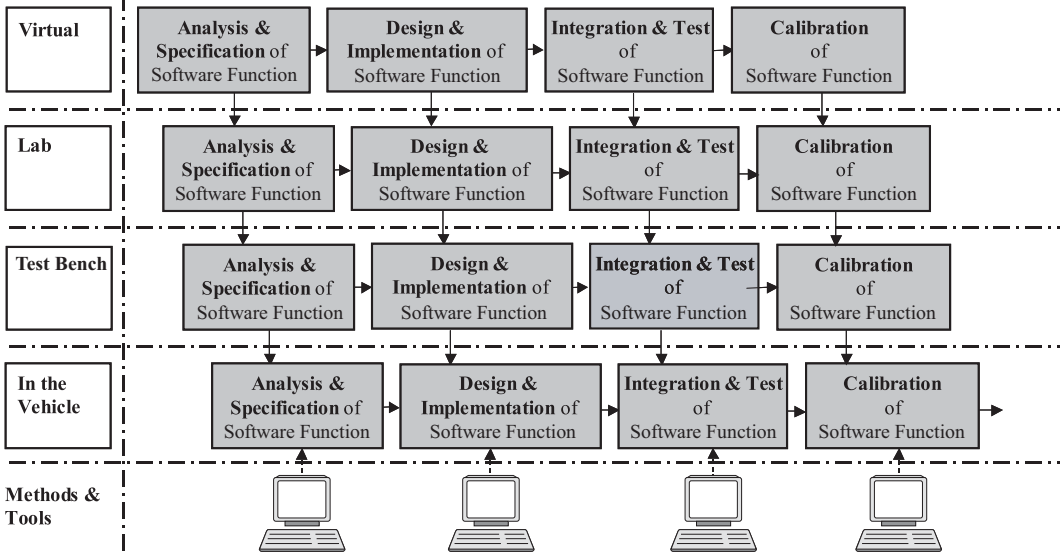 Virtual
Analysis &
Specification of
Software Function
Design &
Implementation of
Software Function
Integration & Test
of
Software Function
Calibration
of
Software Function
Lab
Analysis &
Specification of
Software Function
Design &
Implementation of
Software Function
Integration & Test
of
Software Function
Calibration
of
Software Function
Test Bench
Analysis &
Specification of
Software Function
Design &
Implementation of
Software Function
Integration & Test
of
Software Function
Calibration
of
Software Function
In the
Vehicle
Analysis &
Specification of
Software Function
Design &
Implementation of
Software Function
Integration & Test
of
Software Function
Calibration
of
Software Function
Methods &
Tools